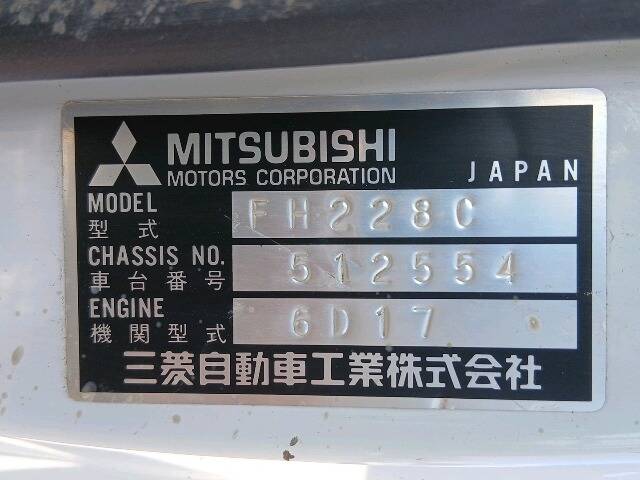 MITSUBISHI
MOTORS CORPORATION JAPAN
MODEL FH228C
型式
CHASSIS NO. 512554
車台番号
ENGINE 6D17
機関型式
三菱自動車工業株式会社